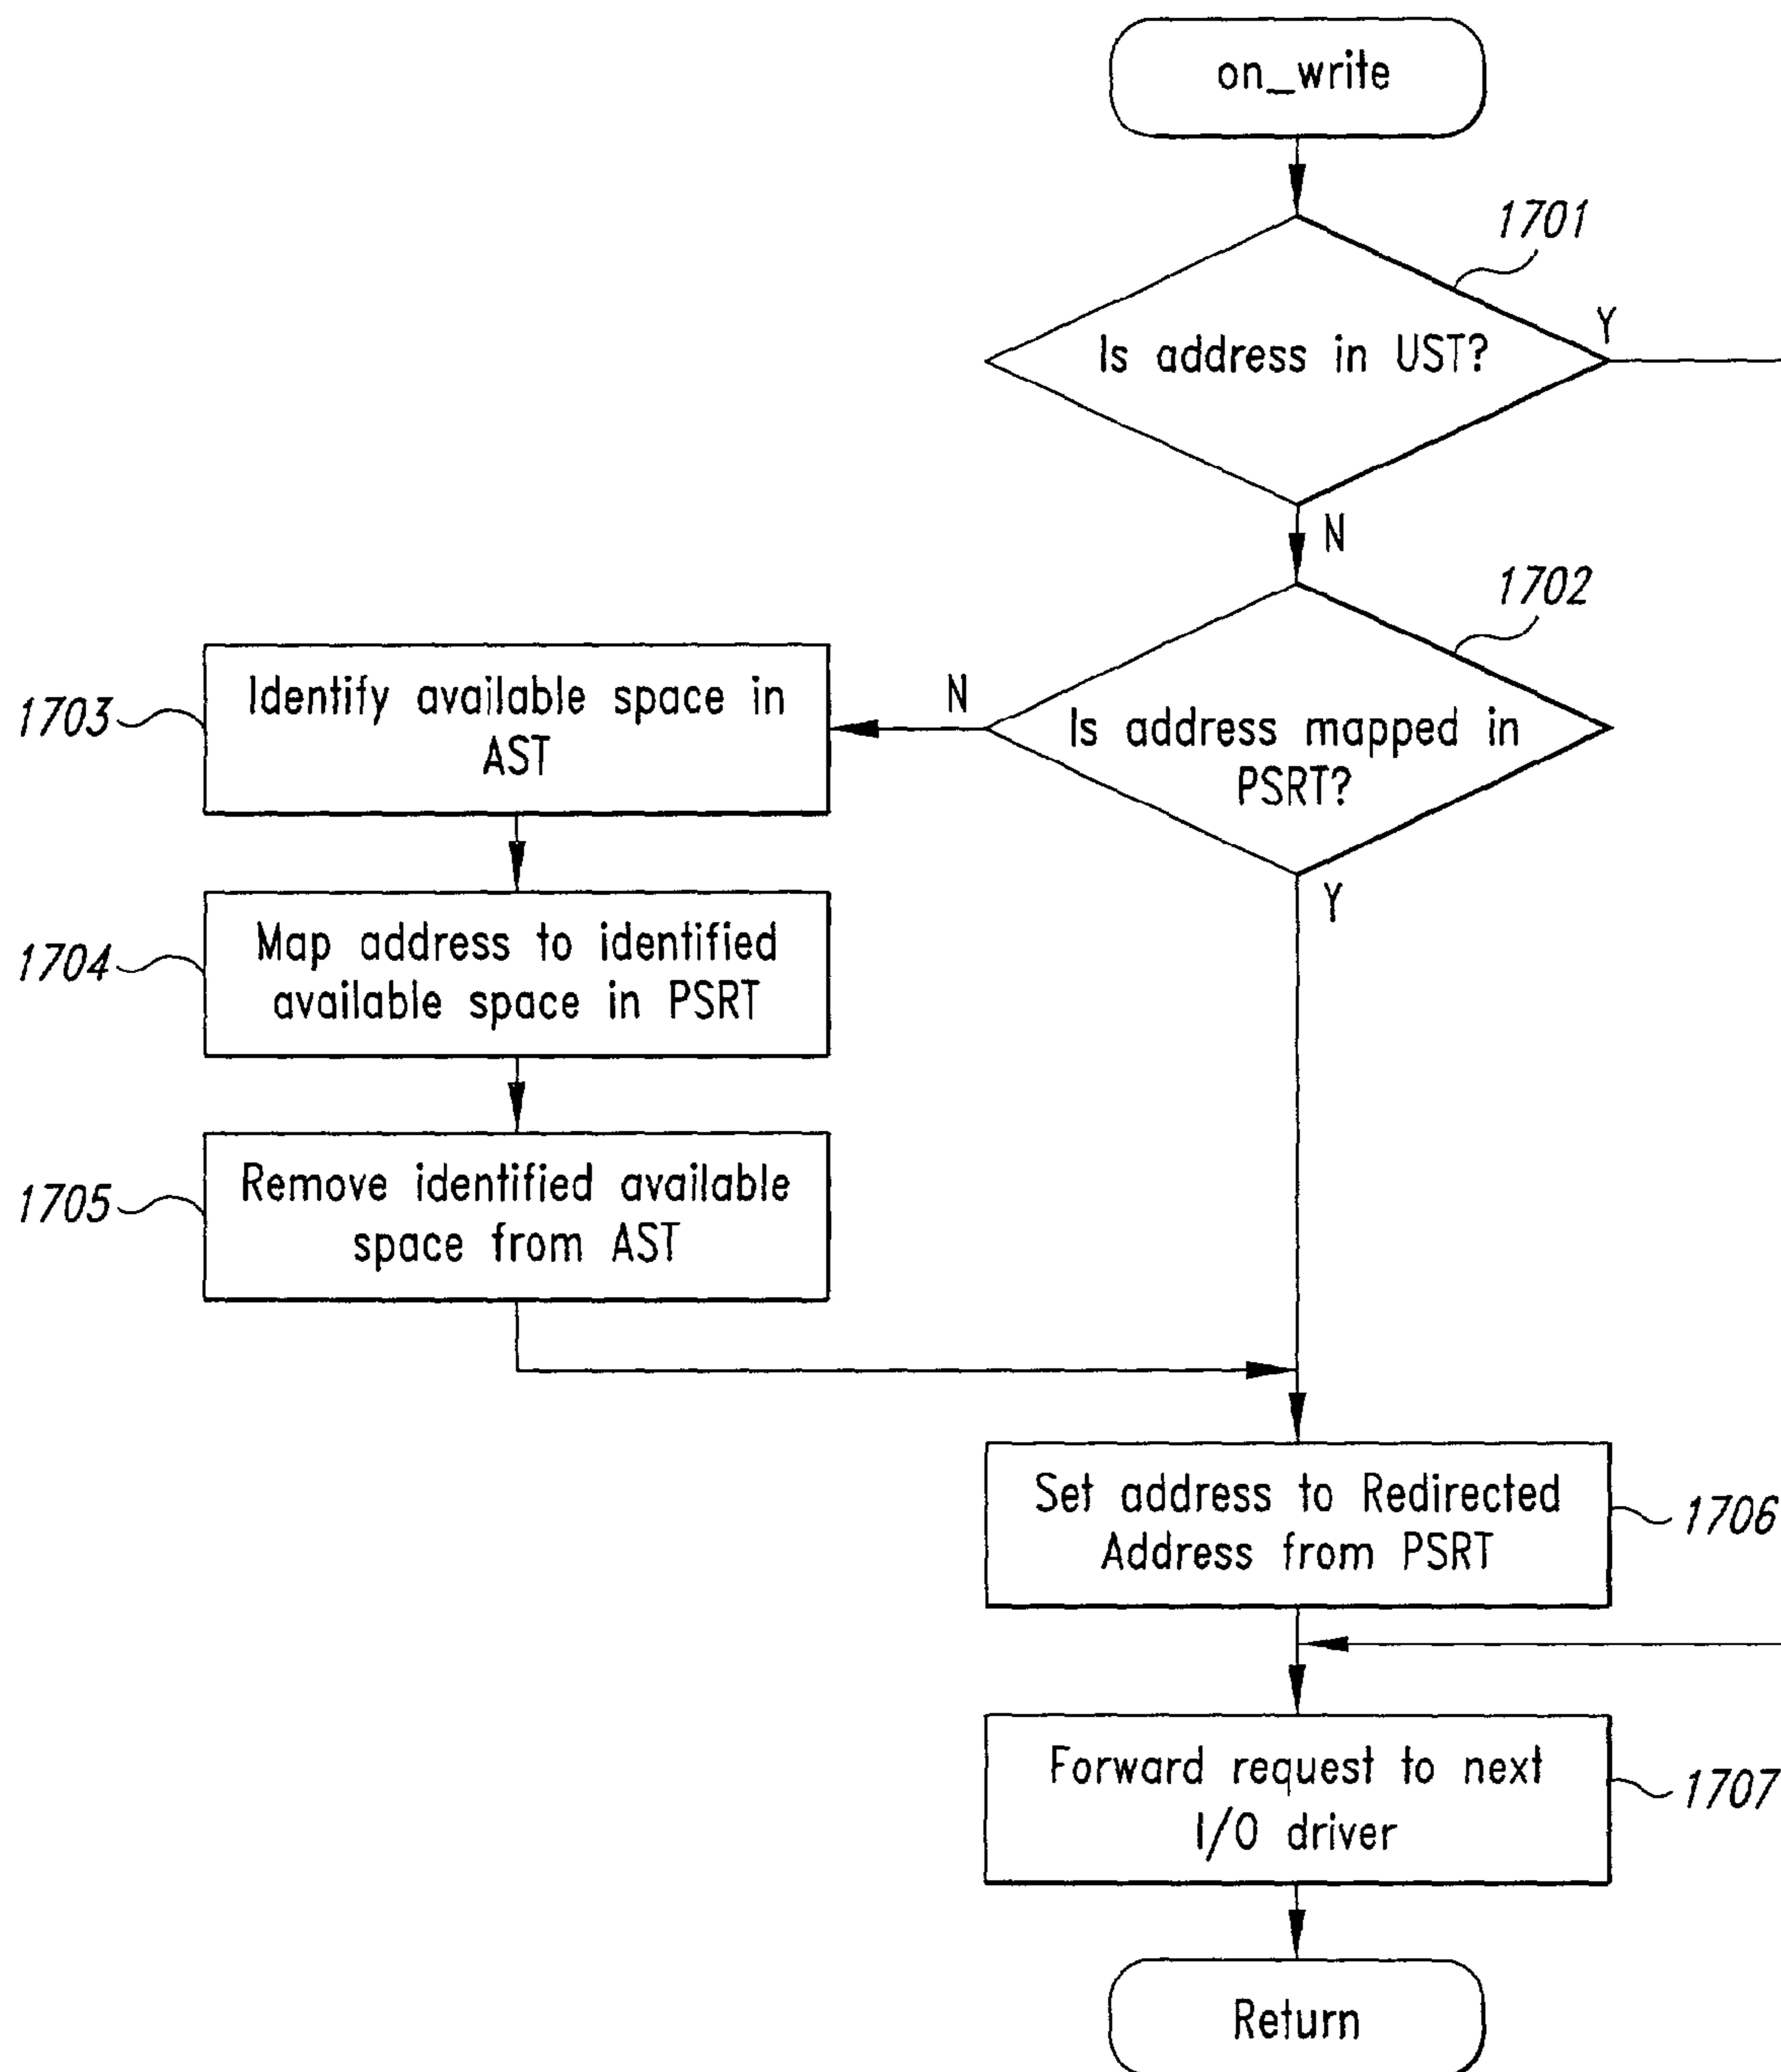 on_write
1701
Is address in UST?
Y
N
1702
Is address mapped in
PSRT?
N
Y
1703
Identify available space in
AST
1704
Map address to identified
available space in PSRT
1705
Remove identified available
space from AST
Set address to Redirected
Address from PSRT
1706
Forward request to next
I/O driver
1707
Return